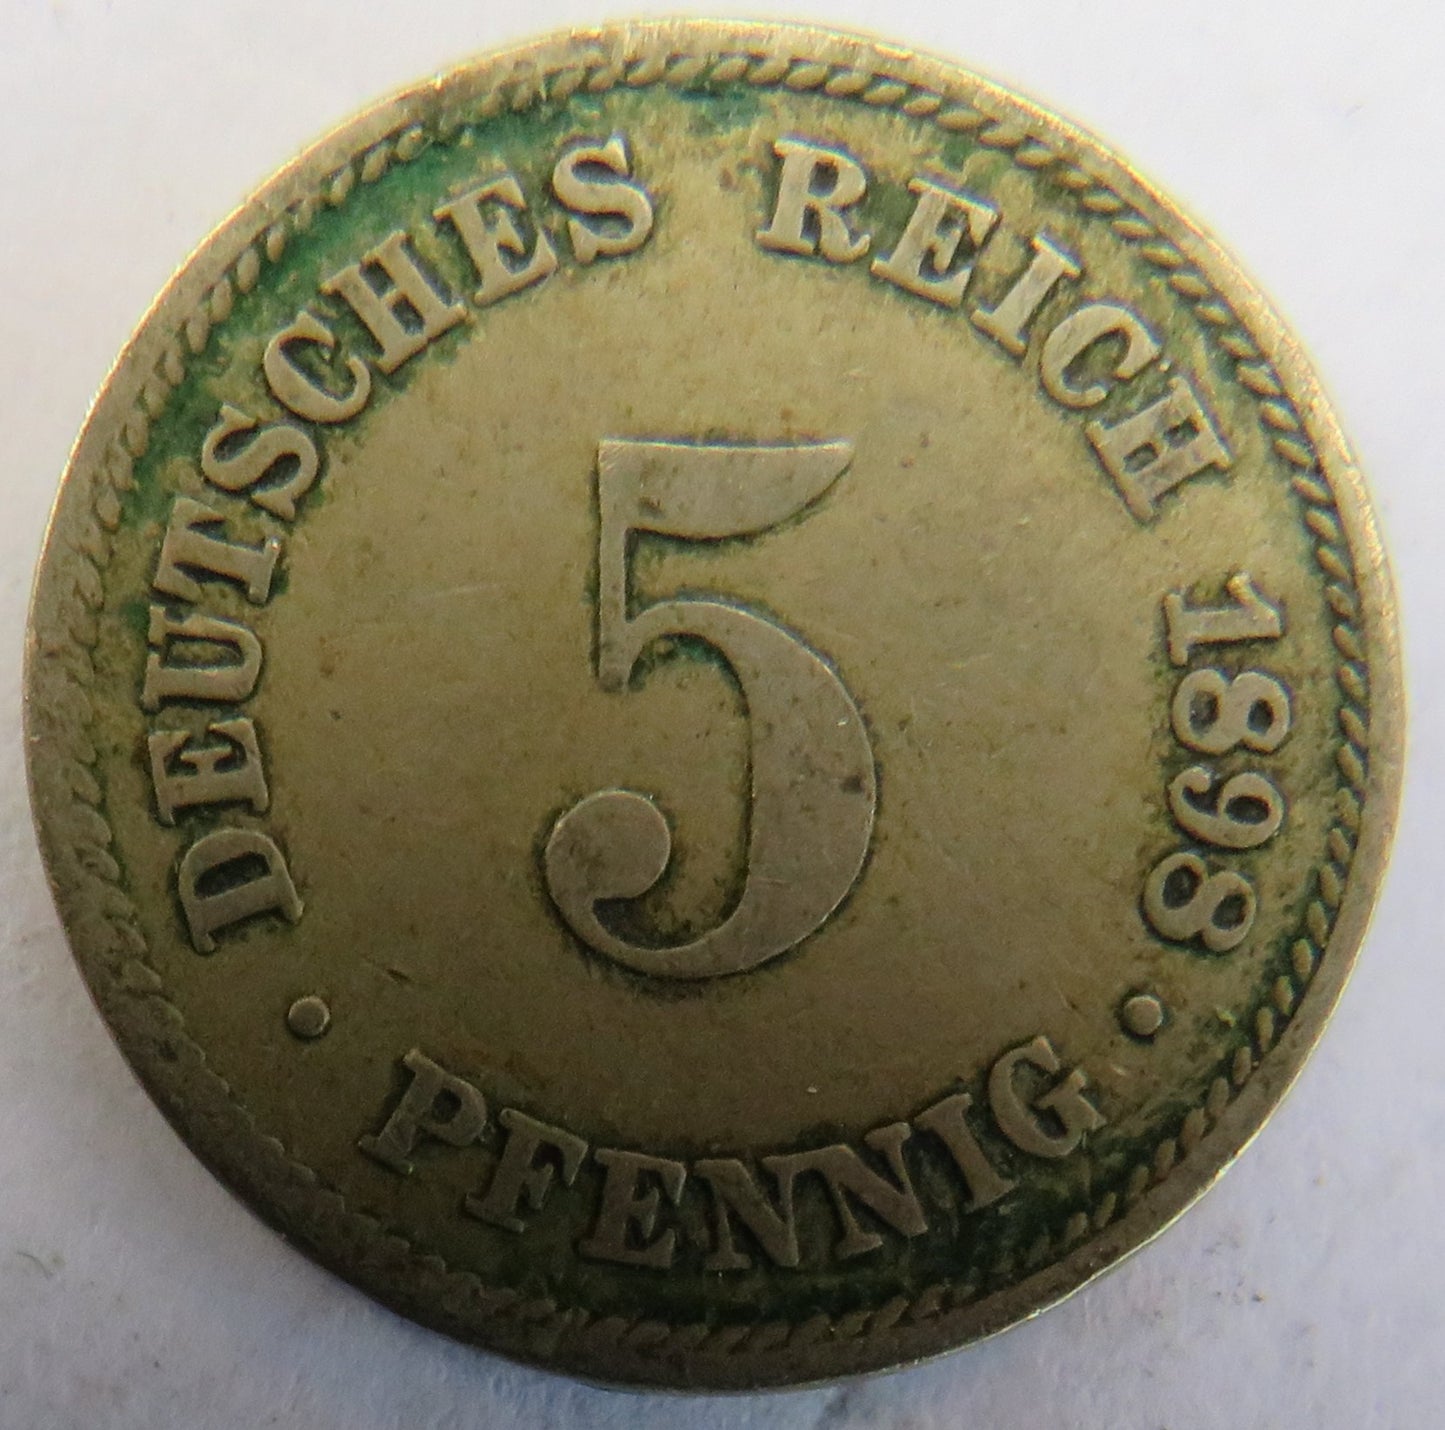 DEUTSCHES REICH 1898
5
• PFENNIG •